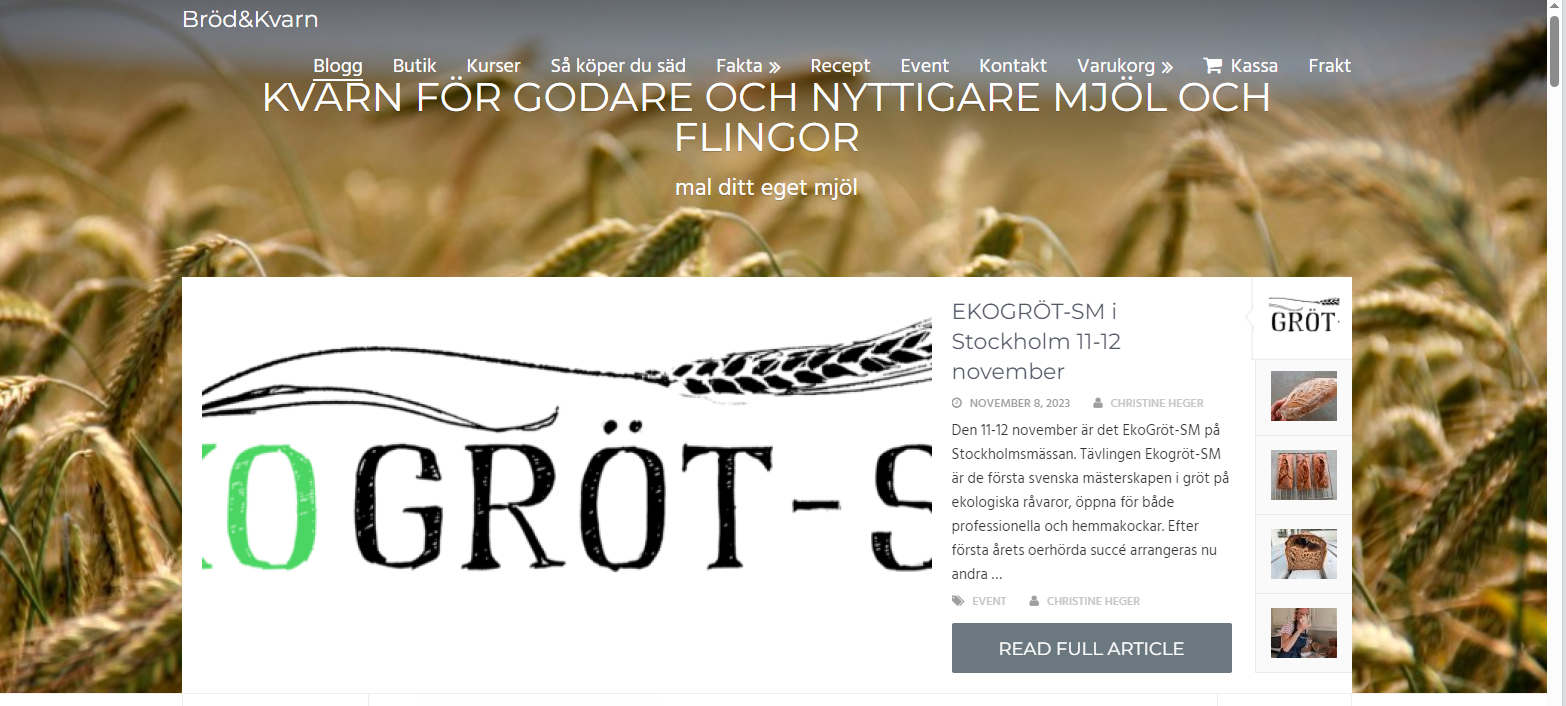 Bröd&Kvarn
Blogg Butik Kurser Så köper du säd Fakta Recept Event Kontakt Varukorg Kassa Frakt
KVARN FÖR GODARE OCH NYTTIGARE MJÖL OCH
FLINGOR
mal ditt eget mjöl
KOGRÖT-S
EKOGRÖT-SM i
Stockholm 11-12
november
NOVEMBER 8, 2023 CHRISTINE HEGER
Den 11-12 november är det EkoGröt-SM på
Stockholmsmässan. Tävlingen Ekogröt-SM
är de första svenska mästerskapen i gröt på
ekologiska råvaror, öppna för både
professionella och hemmakockar. Efter
första årets oerhörda succé arrangeras nu
andra …
EVENT CHRISTINE HEGER
READ FULL ARTICLE
GRÖT-